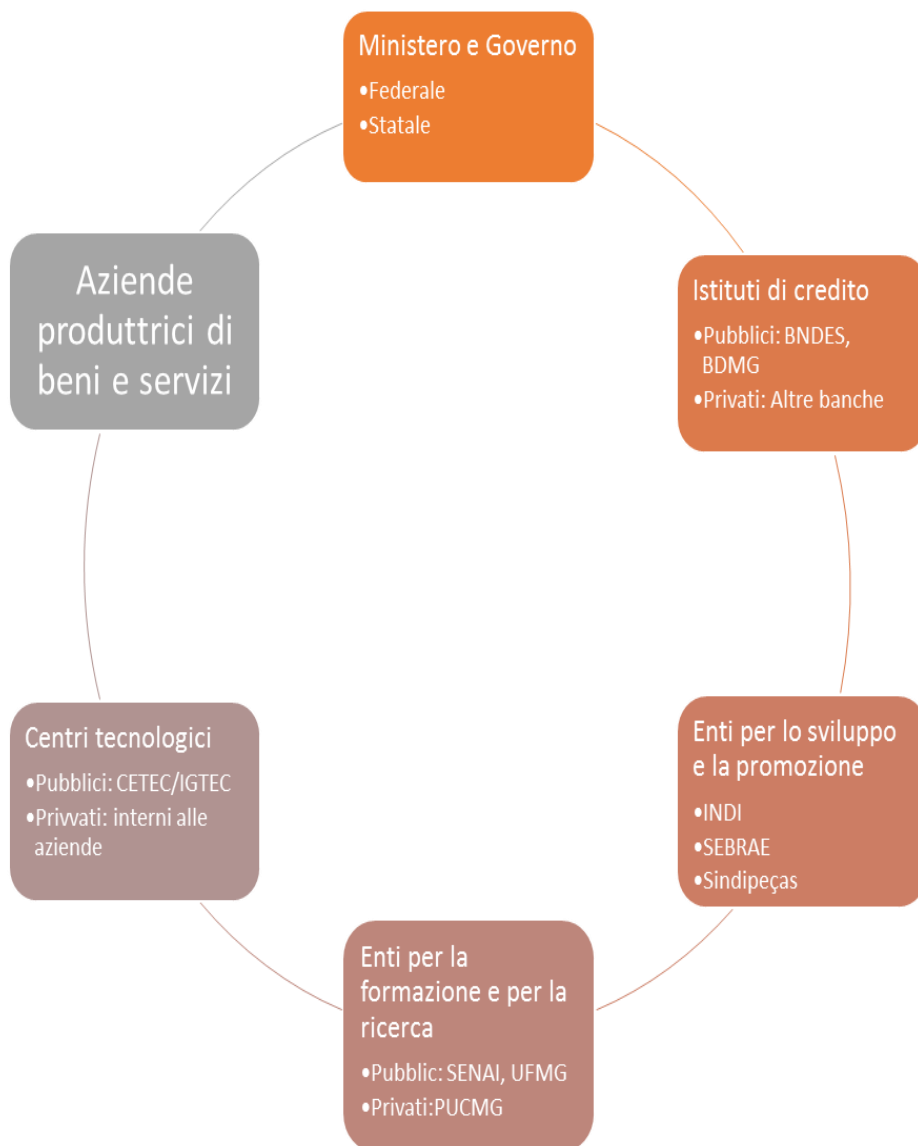 Ministero e Governo
•Federale
•Statale
Istituti di credito
•Pubblici: BNDES,
BDMG
•Privati: Altre banche
Enti per lo sviluppo
e la promozione
•INDI
•SEBRAE
•Sindipeças
Enti per la
formazione e per la
ricerca
•Pubblic: SENAI, UFMG
•Privati:PUCMG
Centri tecnologici
•Pubblici: CETEC/IGTEC
•Privvati: interni alle
aziende
Aziende
produttrici di
beni e servizi